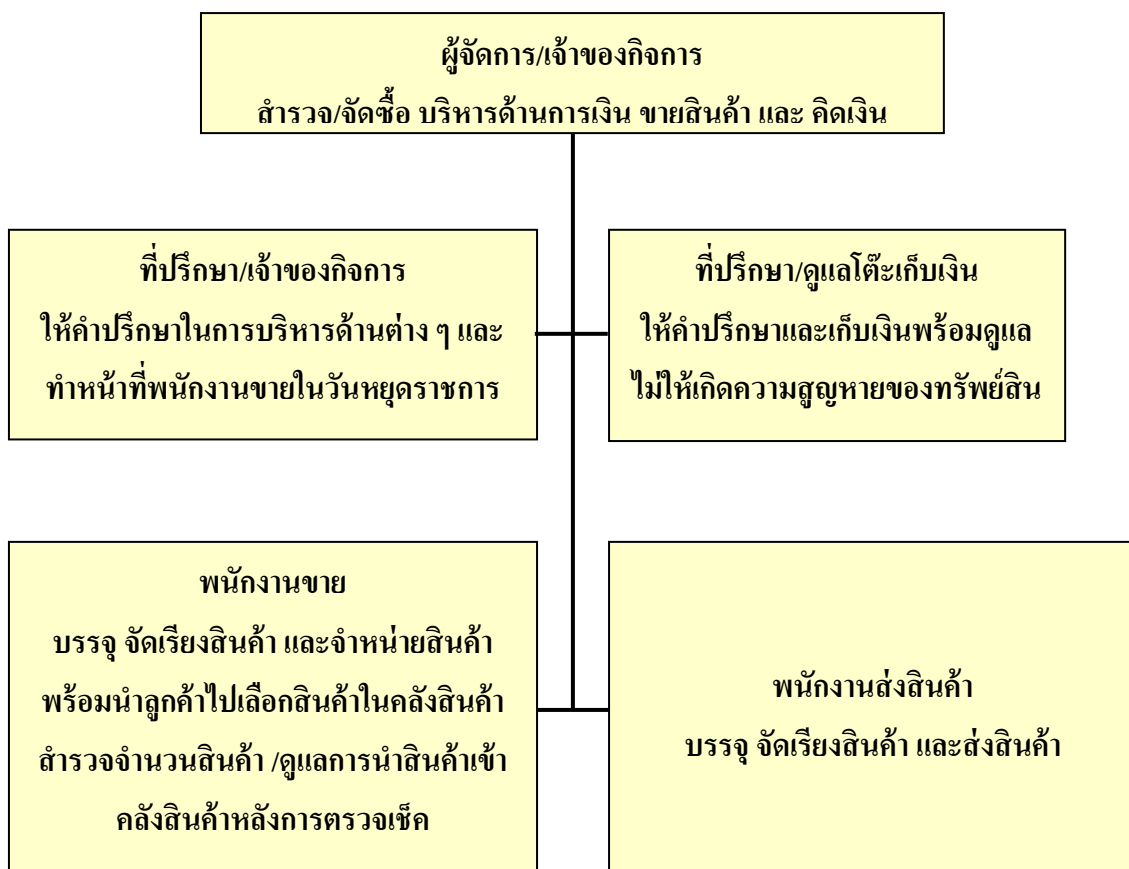 ผู้จัดการ/เจ้าของกิจการ
สำรวจ/จัดซื้อ บริหารด้านการเงิน ขายสินค้า และ คิดเงิน
ที่ปรึกษา/เจ้าของกิจการ
ให้คำปรึกษาในการบริหารด้านต่าง ๆ และ
ทำหน้าที่พนักงานขายในวันหยุดราชการ
ที่ปรึกษา/ดูแลโต๊ะเก็บเงิน
ให้คำปรึกษาและเก็บเงินพร้อมดูแล
ไม่ให้เกิดความสูญหายของทรัพย์สิน
พนักงานขาย
บรรจุ จัดเรียงสินค้า และจำหน่ายสินค้า
พร้อมนำลูกค้าไปเลือกสินค้าในคลังสินค้า
สำรวจจำนวนสินค้า /ดูแลการนำสินค้าเข้า
คลังสินค้าหลังการตรวจเช็ค
พนักงานส่งสินค้า
บรรจุ จัดเรียงสินค้า และส่งสินค้า